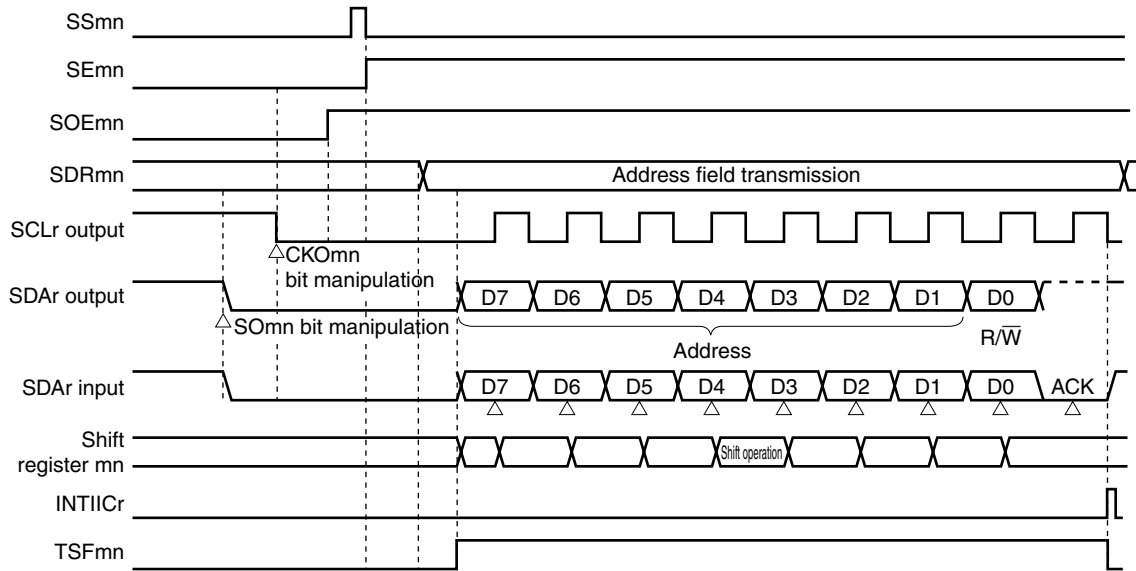 SSmn
SEmn
SOEmn
SDRmn
Address field transmission
SCLr output
CKOmn
bit manipulation
SDAr output
D7 D6 D5 D4 D3 D2 D1 D0
SOmn bit manipulation
Address
R/W̅
SDAr input
D7 D6 D5 D4 D3 D2 D1 D0 ACK
Shift
register mn
Shift operation
INTIICr
TSFmn